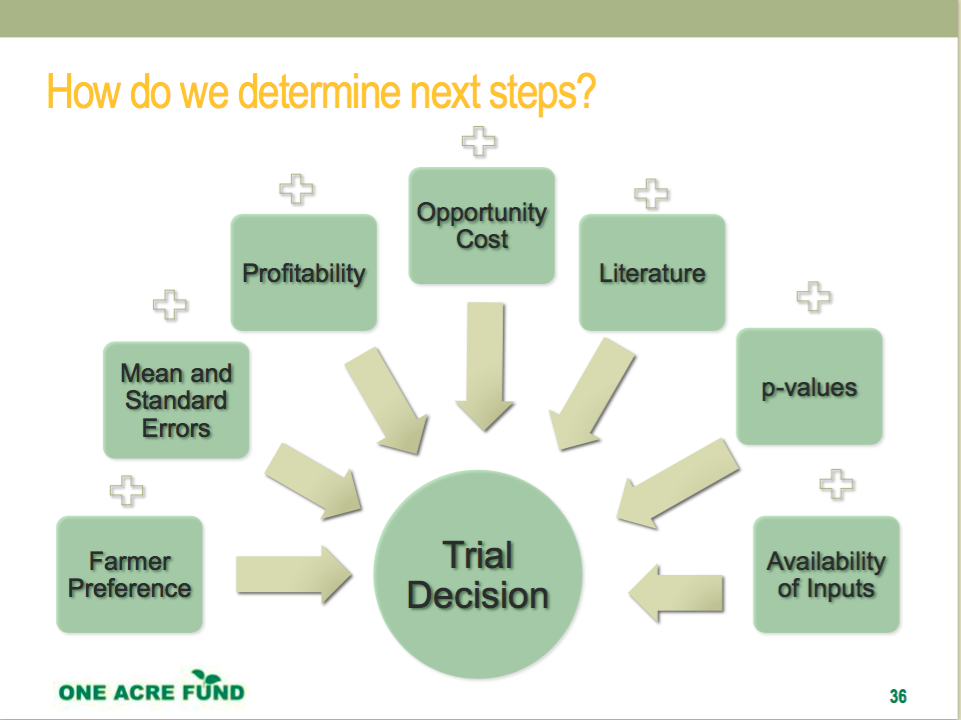 How do we determine next steps?
Opportunity
Cost
Profitability
Literature
Mean and
Standard
Errors
p-values
Farmer
Preference
Trial
Decision
Availability
of Inputs
ONE ACRE FUND
36